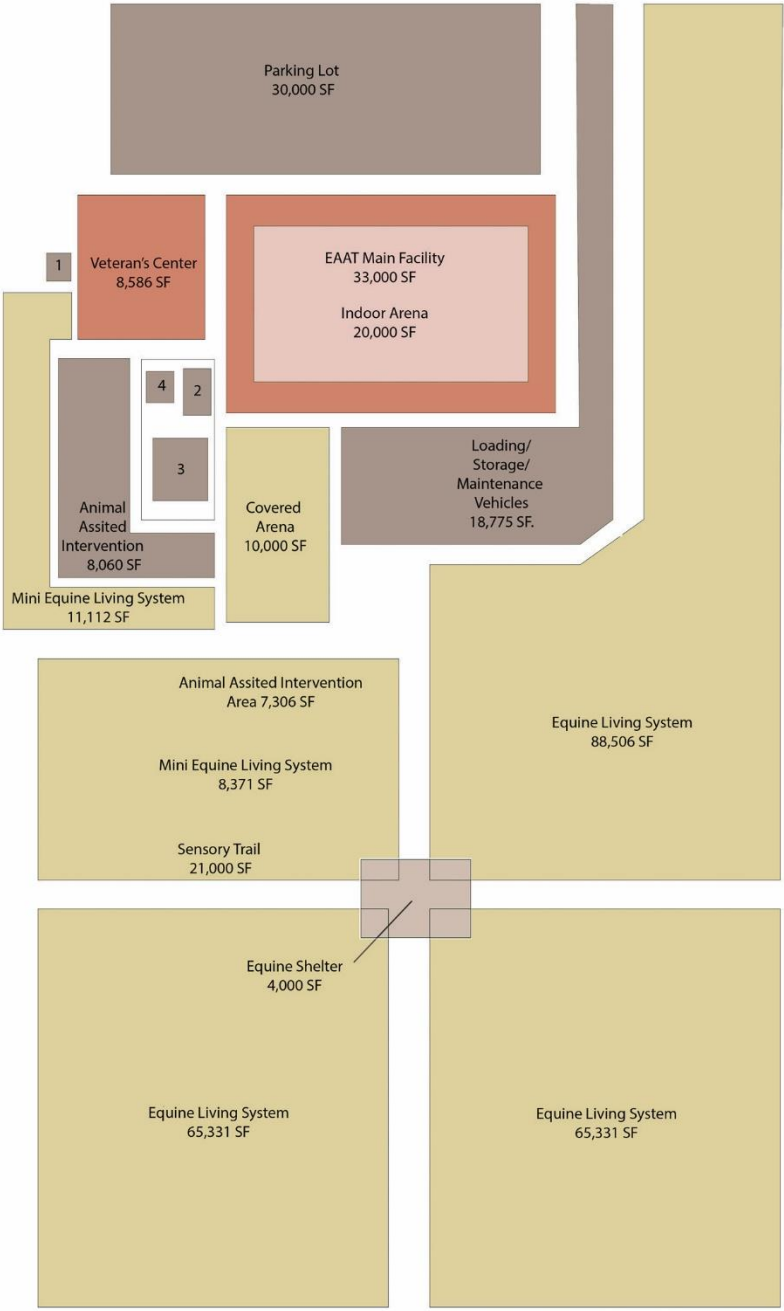 Parking Lot
30,000 SF
1
Veteran's Center
8,586 SF
EAAT Main Facility
33,000 SF
Indoor Arena
20,000 SF
4
2
3
Animal
Assited
Intervention
8,060 SF
Covered
Arena
10,000 SF
Loading/
Storage/
Maintenance
Vehicles
18,775 SF.
Mini Equine Living System
11,112 SF
Animal Assited Intervention
Area 7,306 SF
Mini Equine Living System
8,371 SF
Sensory Trail
21,000 SF
Equine Living System
88,506 SF
Equine Shelter
4,000 SF
Equine Living System
65,331 SF
Equine Living System
65,331 SF